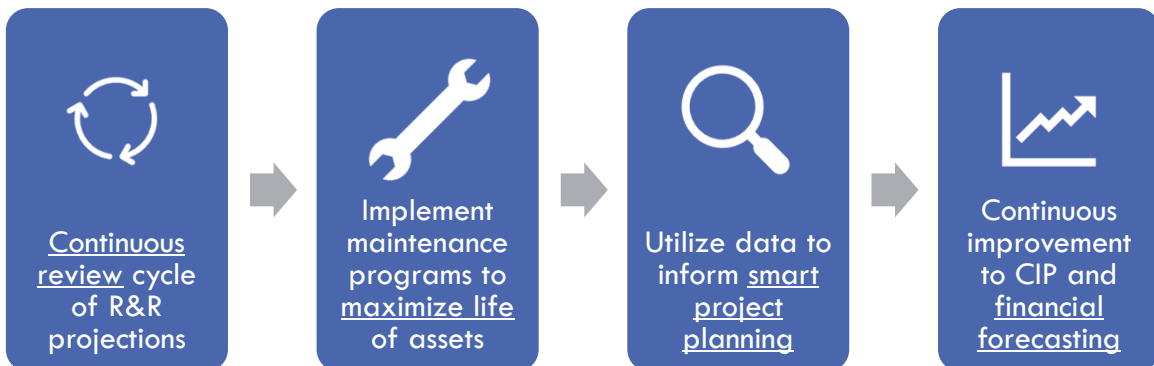 Continuous
review cycle
of R&R
projections
Implement
maintenance
programs to
maximize life
of assets
Utilize data to
inform smart
project
planning
Continuous
improvement
to CIP and
financial
forecasting